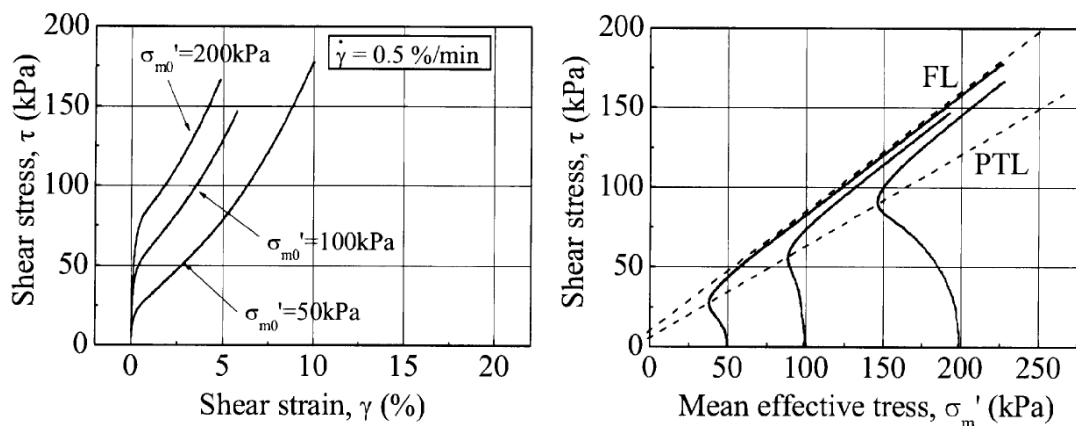 200
150
100
50
0
Shear stress, τ (kPa)
σm0'=200kPa
γ̇ = 0.5 %/min
σm0'=100kPa
σm0'=50kPa
0 5 10 15 20
Shear strain, γ (%)
200
150
100
50
0
Shear stress, τ (kPa)
FL
PTL
0 50 100 150 200 250
Mean effective tress, σm' (kPa)